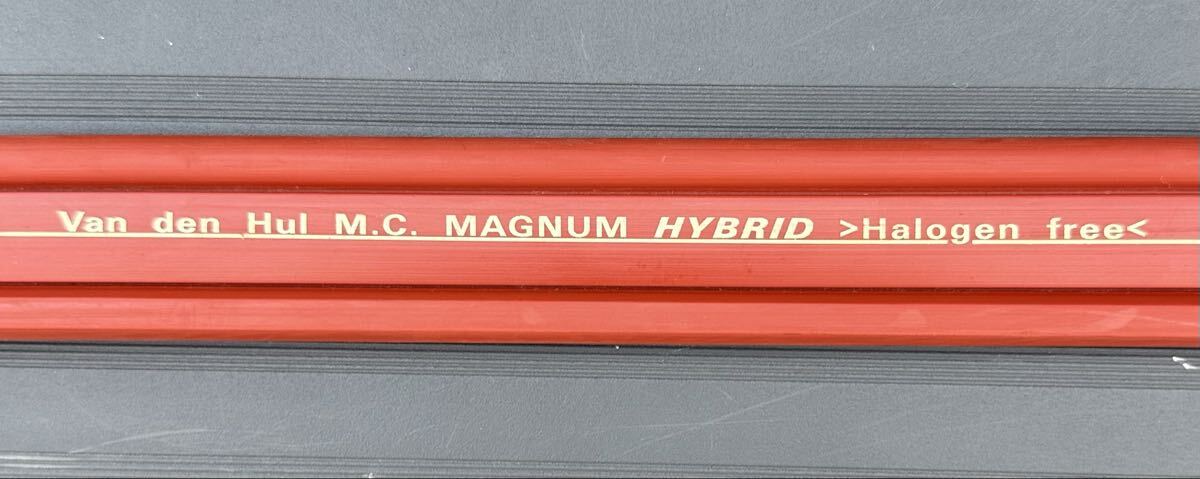 Van den Hul M.C. MAGNUM HYBRID >Halogen free<